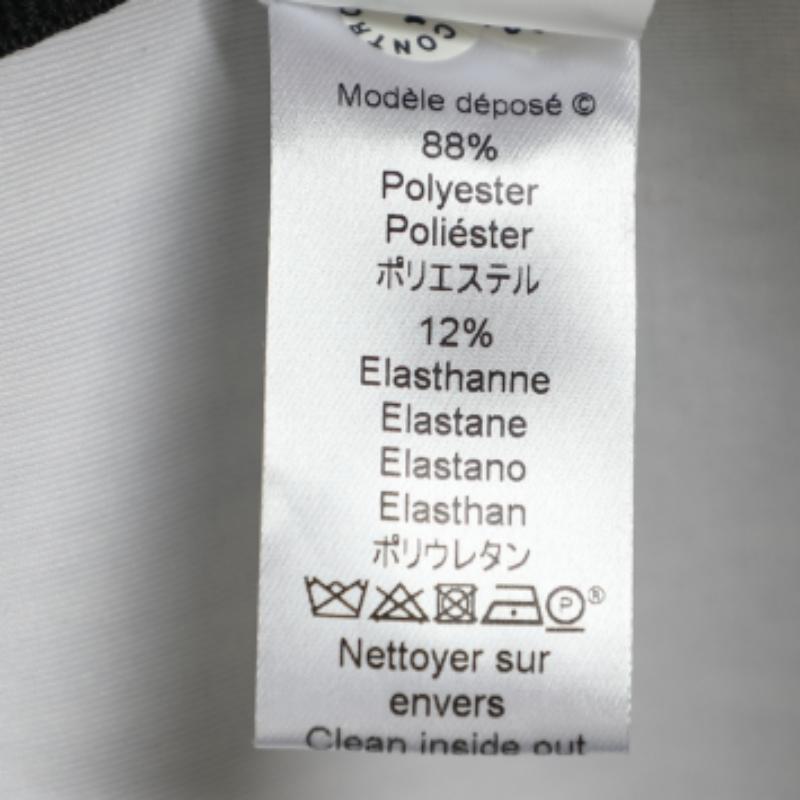 CONTRO
Modèle déposé ©
88%
Polyester
Poliéster
ポリエステル
12%
Elasthanne
Elastane
Elastano
Elasthan
ポリウレタン
P ®
Nettoyer sur
envers
Clean inside out